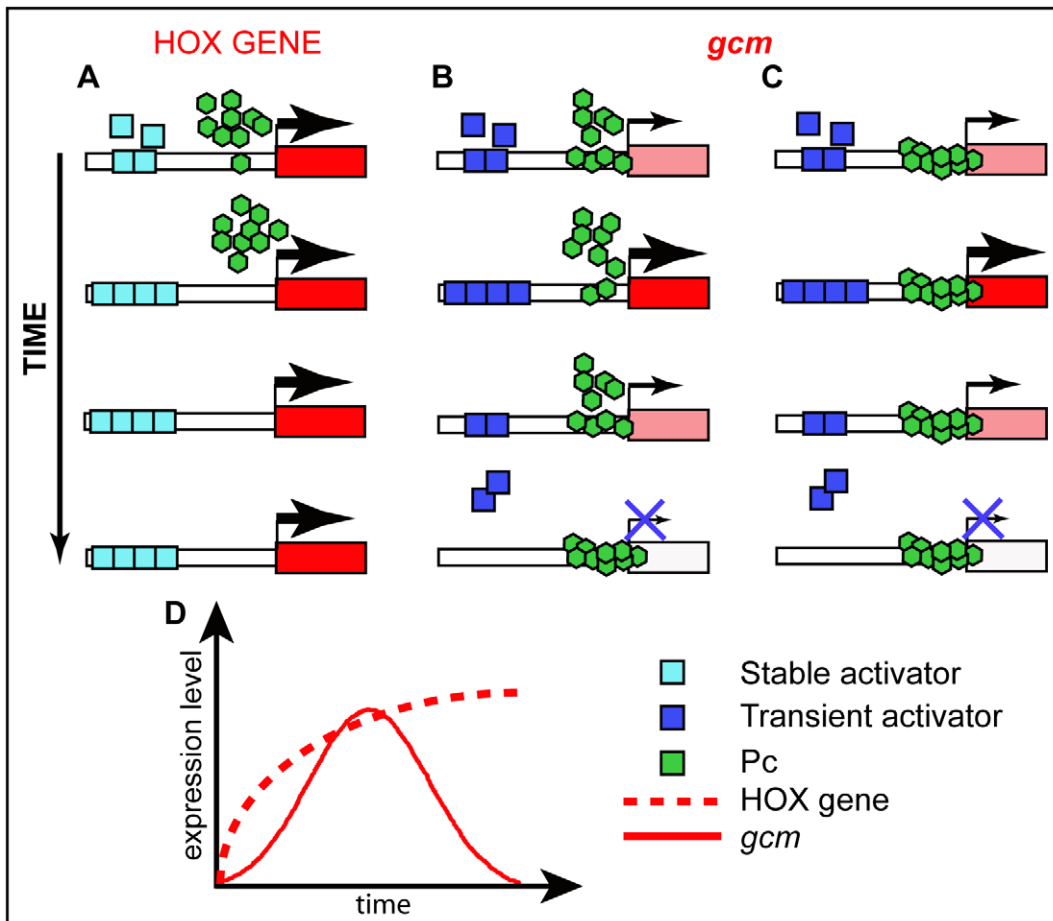 HOX GENE
gcm
A
B
C
TIME
D
expression level
time
Stable activator
Transient activator
Pc
HOX gene
gcm